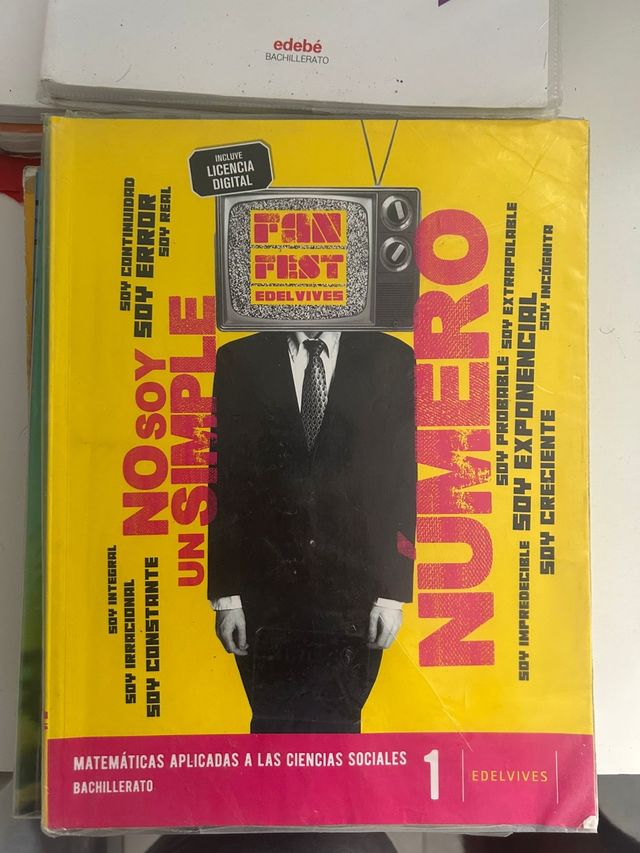 edebé
BACHILLERATO
INCLUYE
LICENCIA
DIGITAL
FAN
FEST
EDELVIVES
SOY CONTINUIDAD
SOY ERROR
SOY REAL
NO SOY
UN SIMPLE
NUMERO
SOY INTEGRAL
SOY IRRACIONAL
SOY CONSTANTE
SOY PROBABLE SOY EXTRAPOLABLE
SOY EXPONENCIAL
SOY INCÓGNITA
SOY IMPREDECIBLE
SOY CRECIENTE
MATEMÁTICAS APLICADAS A LAS CIENCIAS SOCIALES
BACHILLERATO
1
EDELVIVES